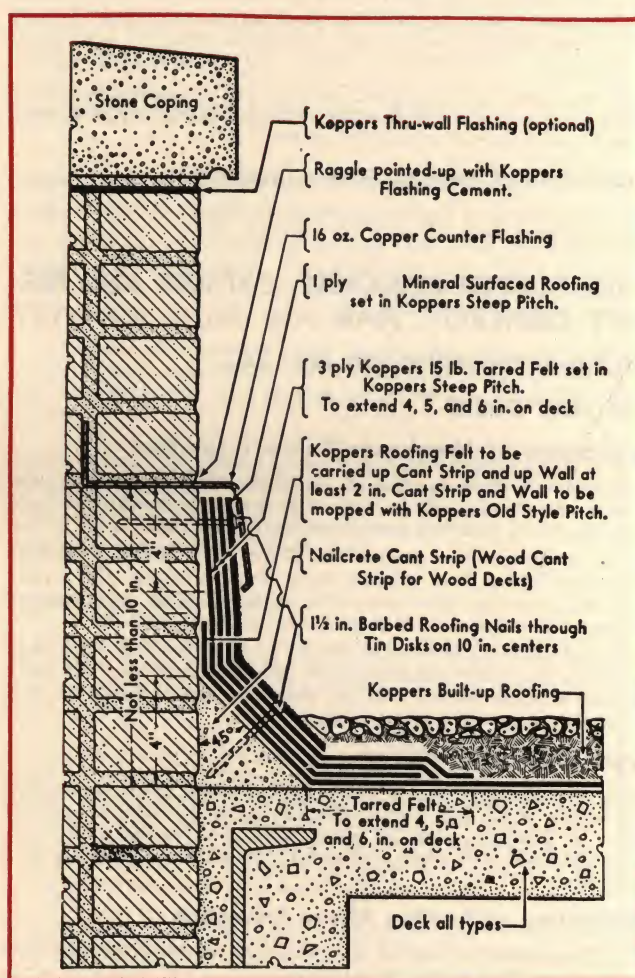 Stone Coping
Koppers Thru-wall Flashing (optional)
Raggle pointed-up with Koppers
Flashing Cement.
16 oz. Copper Counter Flashing
1 ply Mineral Surfaced Roofing
set in Koppers Steep Pitch.
3 ply Koppers 15 lb. Tarred Felt set in
Koppers Steep Pitch.
To extend 4, 5, and 6 in. on deck
Koppers Roofing Felt to be
carried up Cant Strip and up Wall at
least 2 in. Cant Strip and Wall to be
mopped with Koppers Old Style Pitch.
Nailcrete Cant Strip (Wood Cant
Strip for Wood Decks)
1½ in. Barbed Roofing Nails through
Tin Disks on 10 in. centers
Koppers Built-up Roofing
Not less than 10 in.
4"
4"
45°
Tarred Felt
To extend 4, 5,
and 6, in. on deck
Deck all types